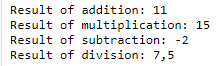 Result of addition: 11
Result of multiplication: 15
Result of subtraction: -2
Result of division: 7,5